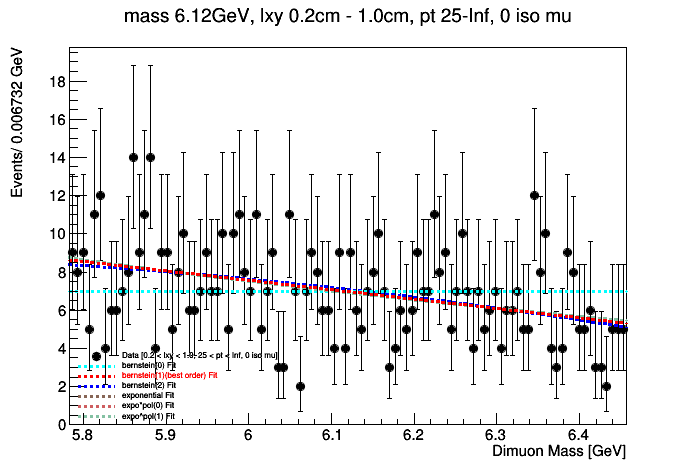 mass 6.12GeV, lxy 0.2cm - 1.0cm, pt 25-Inf, 0 iso mu
Events/ 0.006732 GeV
18
16
14
12
10
8
6
4
2
0
Data [0.2 < lxy < 1.0, 25 < pt < Inf, 0 iso mu]
bernstein(0) Fit
bernstein(1)(best order) Fit
bernstein(2) Fit
exponential Fit
expo*pol(0) Fit
expo*pol(1) Fit
5.8 5.9 6 6.1 6.2 6.3 6.4
Dimuon Mass [GeV]